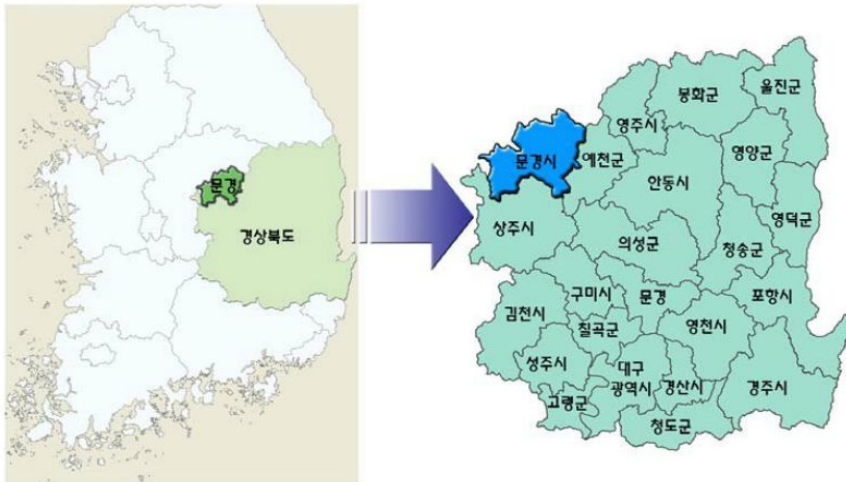 문경
경상북도
울진군
봉화군
영주시
문경시
예천군
영양군
안동시
영덕군
상주시
의성군
청송군
구미시
문경
포항시
김천시
칠곡군
영천시
성주시
대구
광역시
경산시
경주시
고령군
청도군